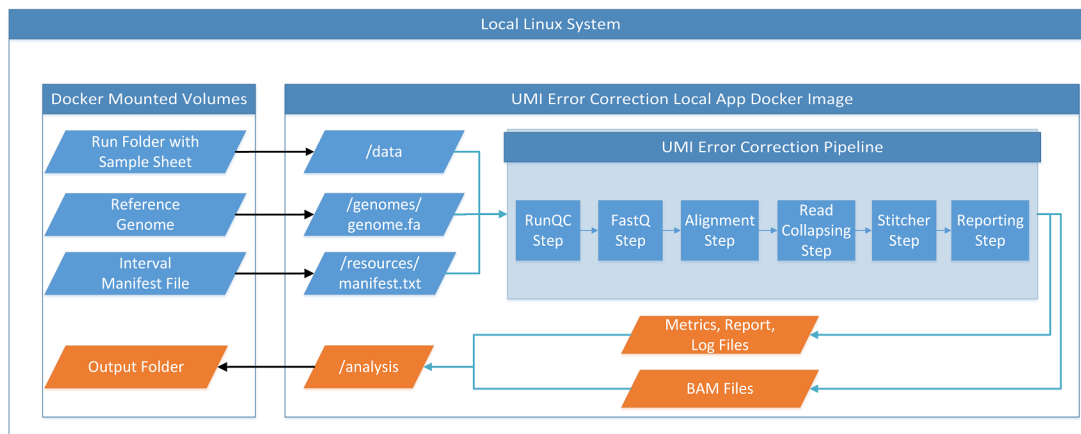 Local Linux System
Docker Mounted Volumes
UMI Error Correction Local App Docker Image
Run Folder with
Sample Sheet
/data
UMI Error Correction Pipeline
Reference
Genome
/genomes/
genome.fa
RunQC
Step
FastQ
Step
Alignment
Step
Read
Collapsing
Step
Stitcher
Step
Reporting
Step
Interval
Manifest File
/resources/
manifest.txt
Metrics, Report,
Log Files
Output Folder
/analysis
BAM Files